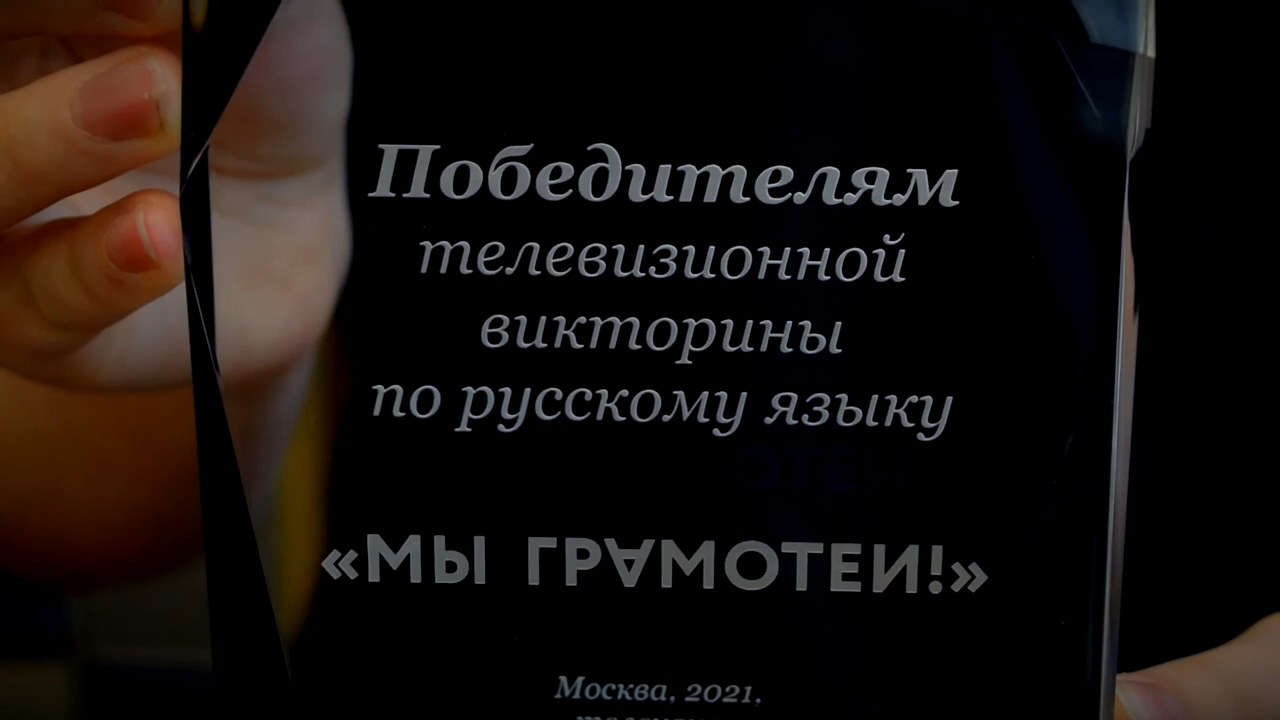 Победителям
телевизионной
викторины
по русскому языку
«МЫ ГРАМОТЕИ!»
Москва, 2021,